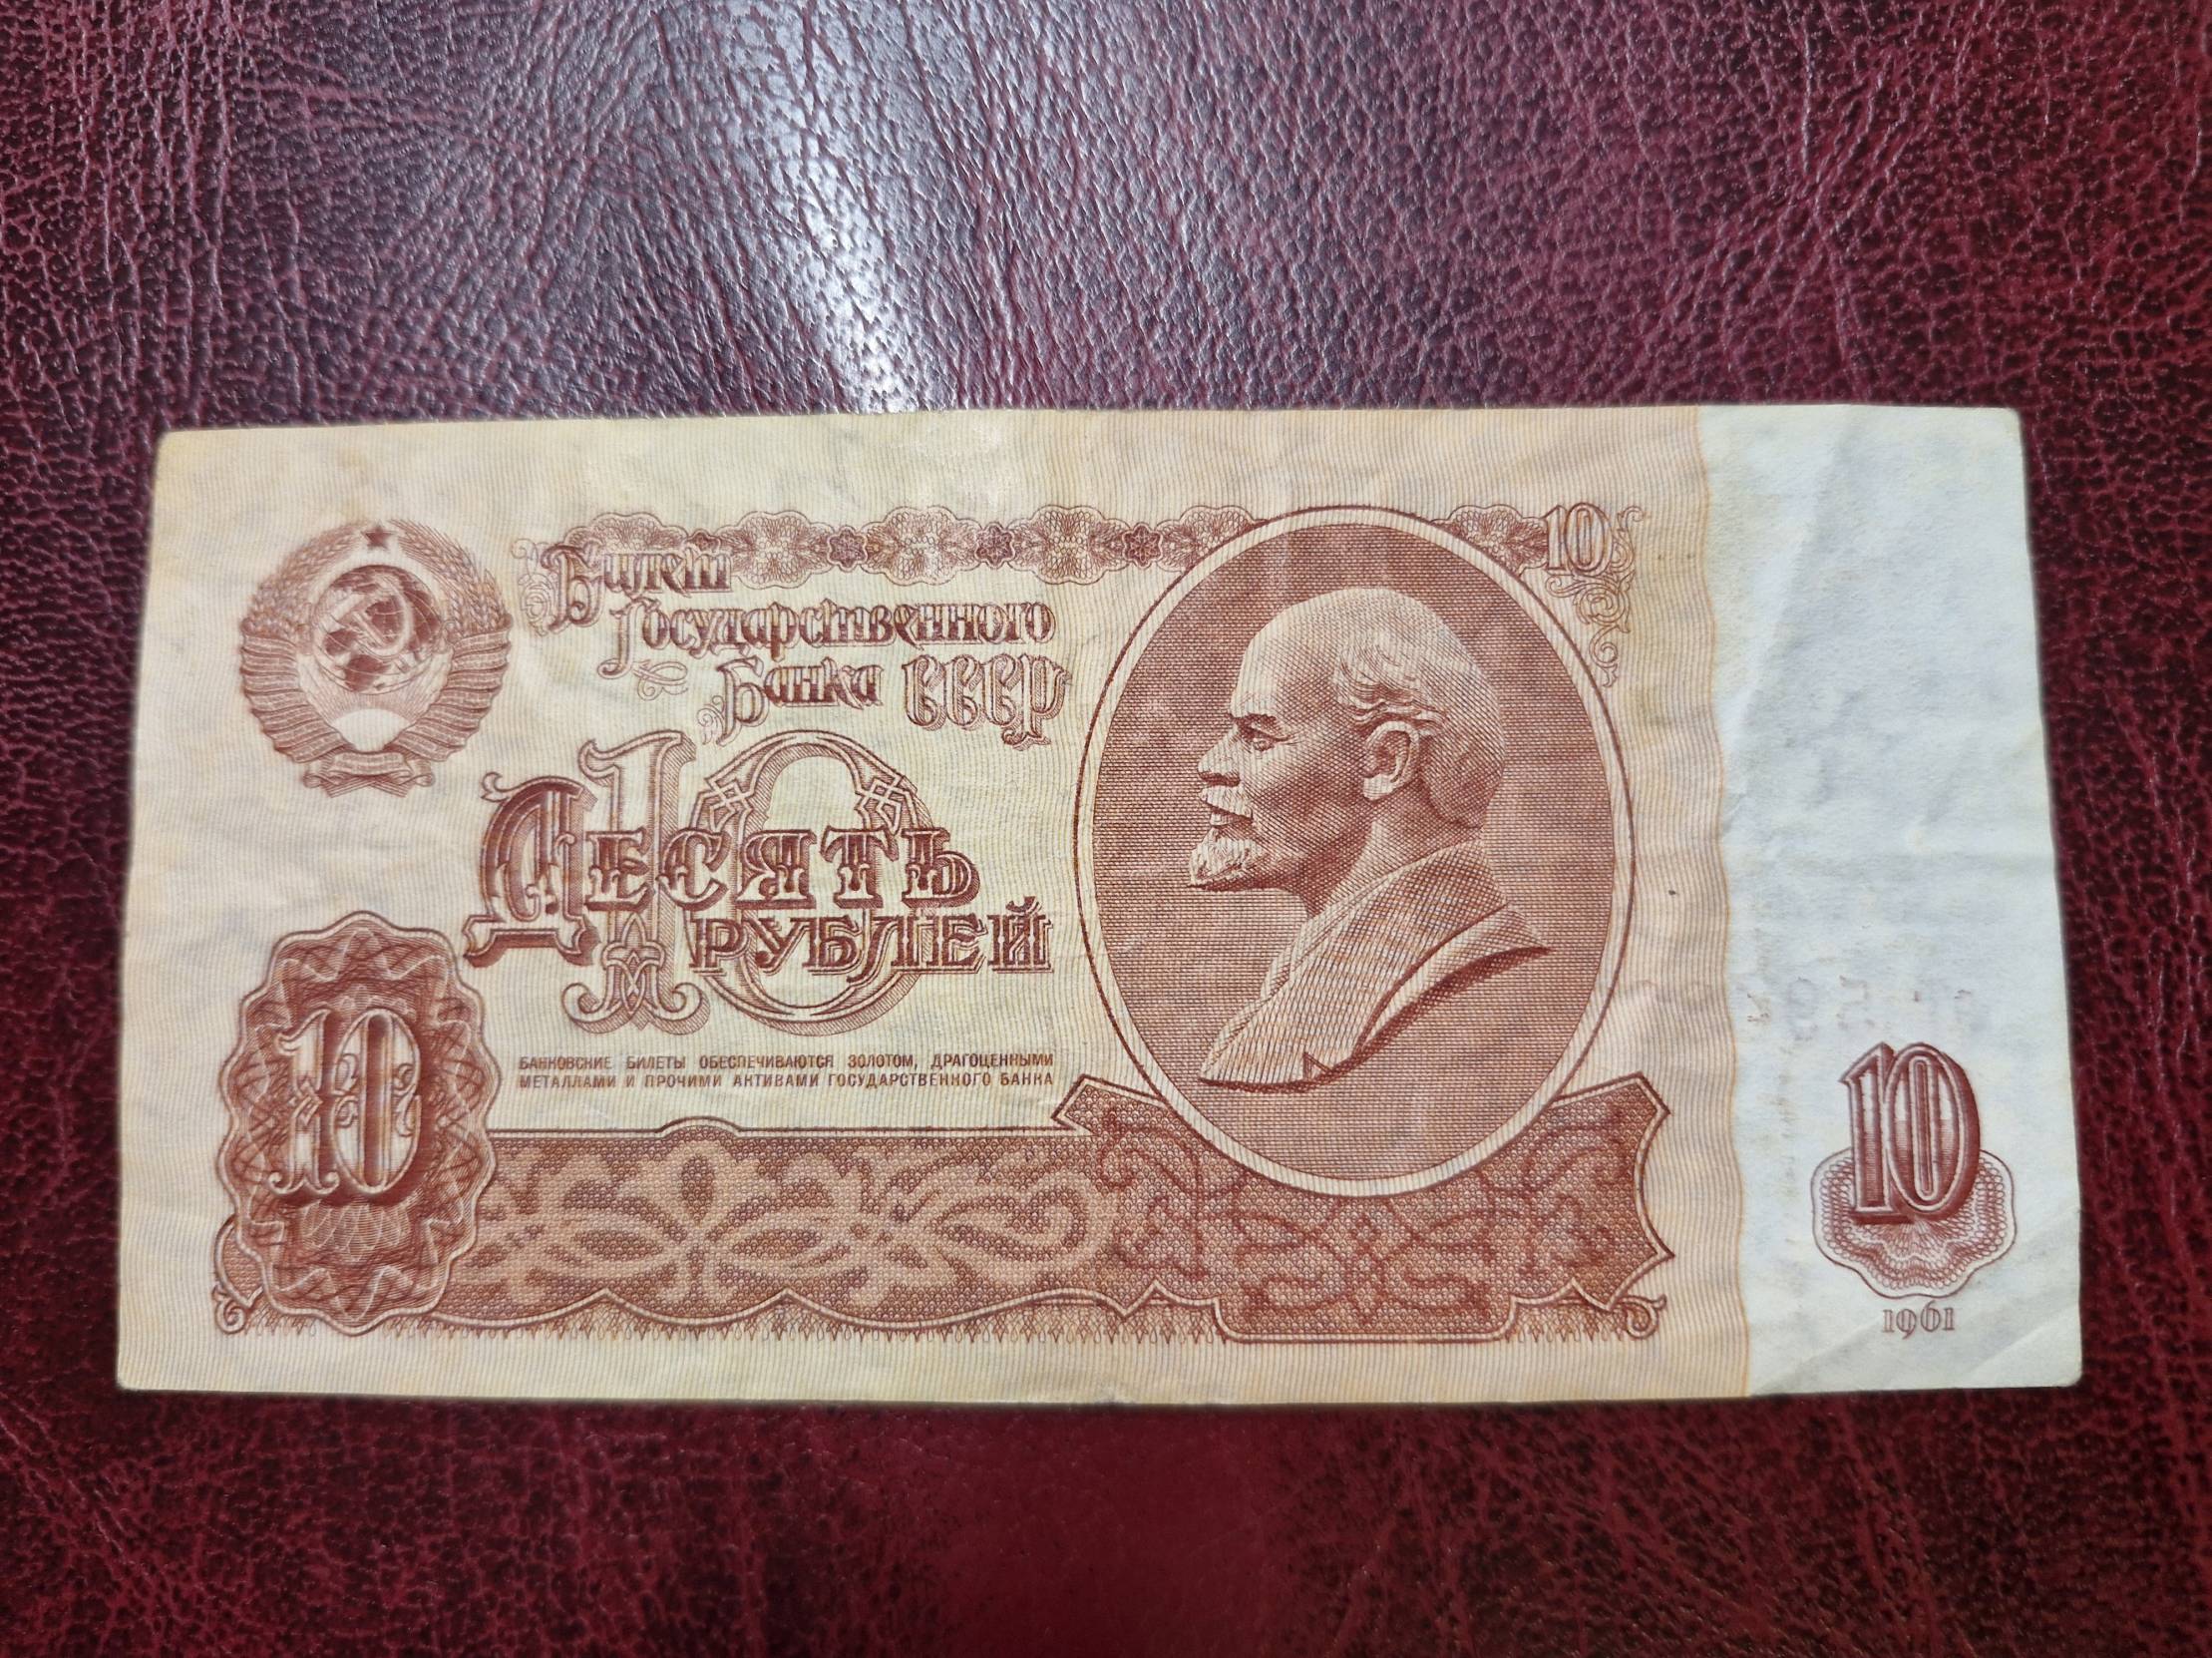 Билет
Государственного
Банка СССР
10
10
Десять
рублей
БАНКОВСКИЕ БИЛЕТЫ ОБЕСПЕЧИВАЮТСЯ ЗОЛОТОМ, ДРАГОЦЕННЫМИ
МЕТАЛЛАМИ И ПРОЧИМИ АКТИВАМИ ГОСУДАРСТВЕННОГО БАНКА
10
10
1961